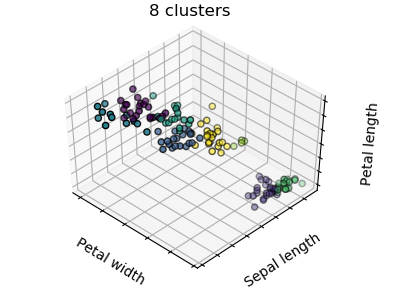 8 clusters
Petal length
Petal width
Sepal length